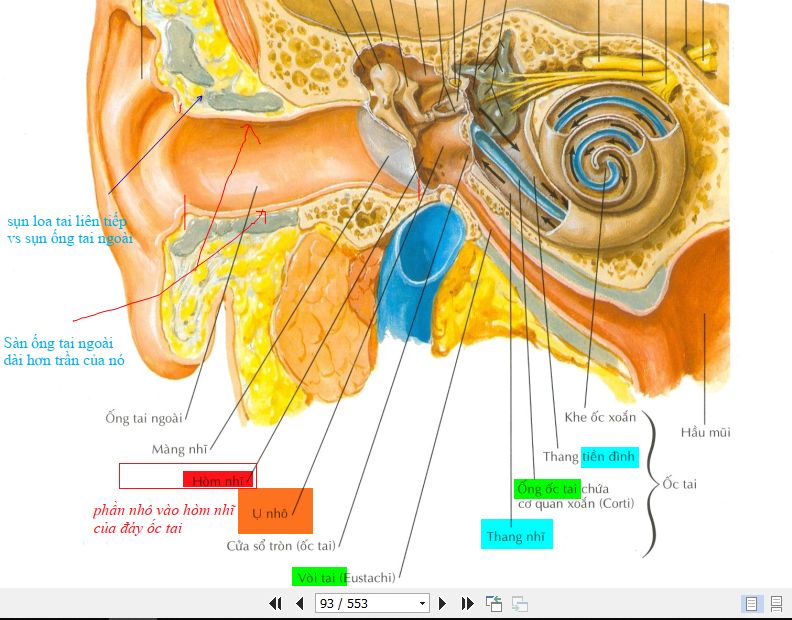 sụn loa tai liên tiếp
vs sụn ống tai ngoài
Sàn ống tai ngoài
dài hơn trần của nó
Ống tai ngoài
Màng nhĩ
Hòm nhĩ
phần nhó vào hòm nhĩ
của đáy ốc tai
Ụ nhô
Cửa sổ tròn (ốc tai)
Vòi tai (Eustachi)
Khe ốc xoắn
Thang tiền đình
Ống ốc tai chứa
cơ quan xoắn (Corti)
Thang nhĩ
Ốc tai
Hầu mũi
93 / 553